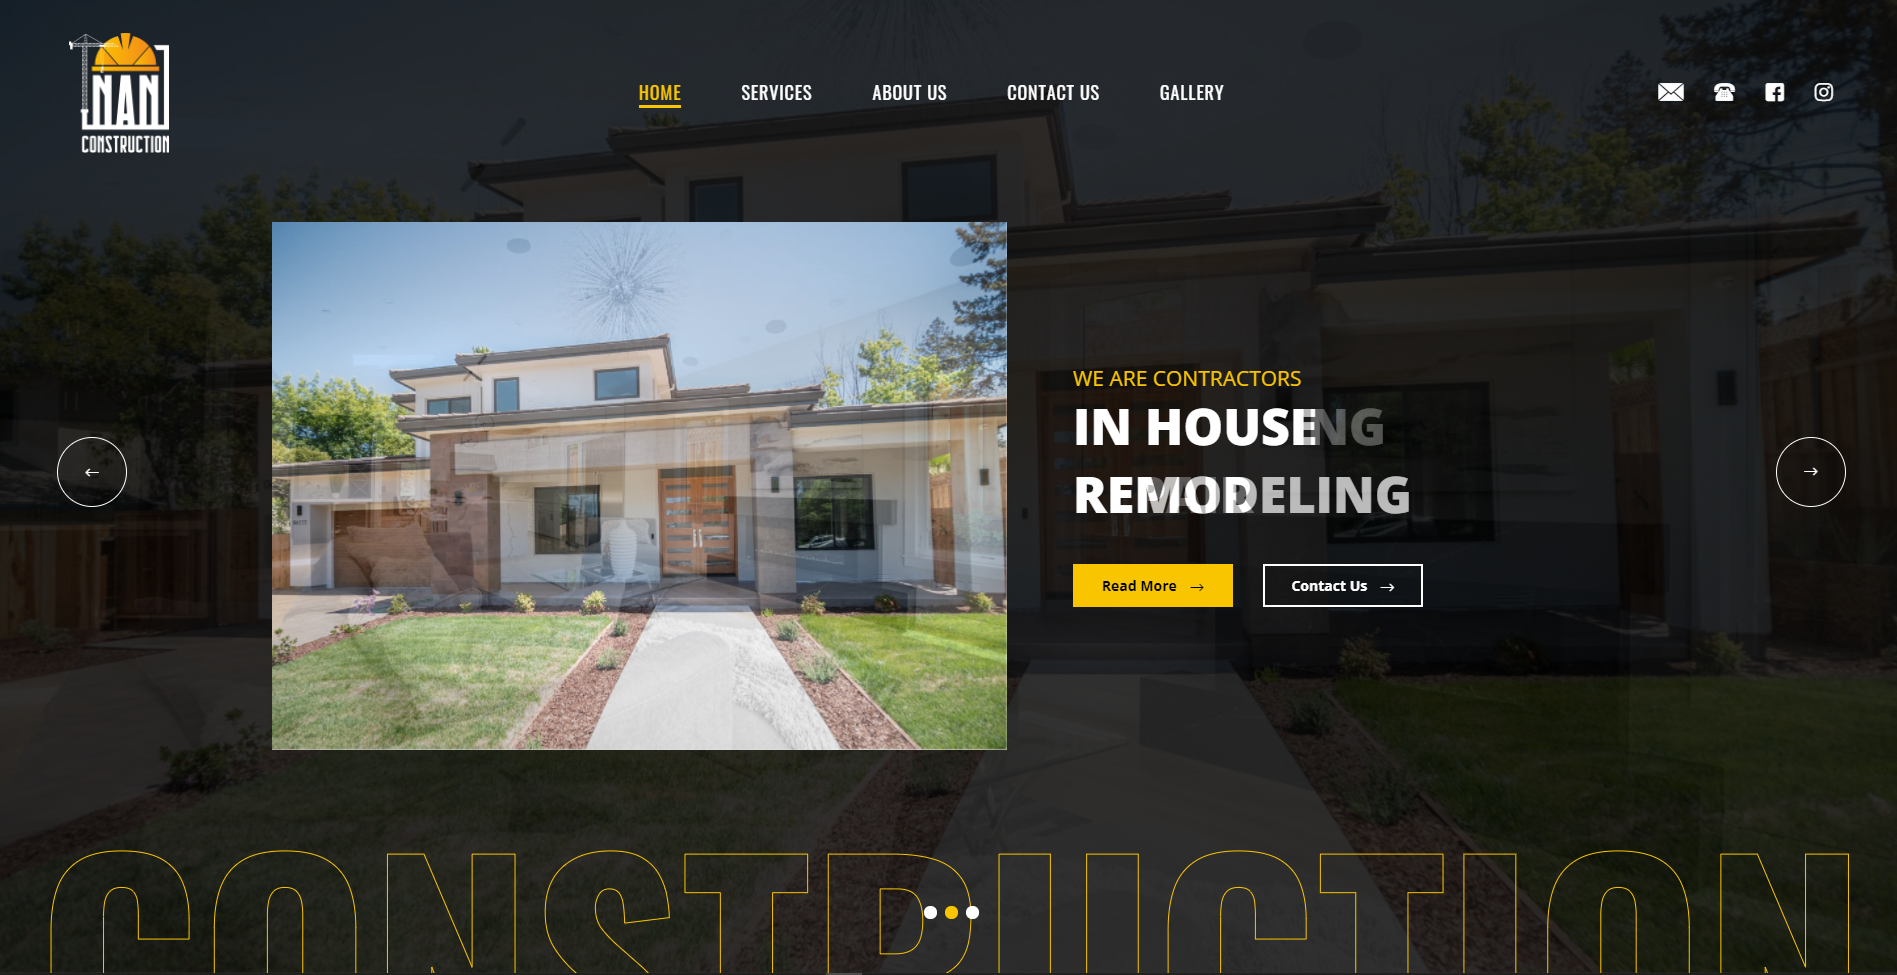 NAN
CONSTRUCTION
HOME SERVICES ABOUT US CONTACT US GALLERY
WE ARE CONTRACTORS
IN HOUSE
REMODELING
Read More → Contact Us →
CONSTRUCTION